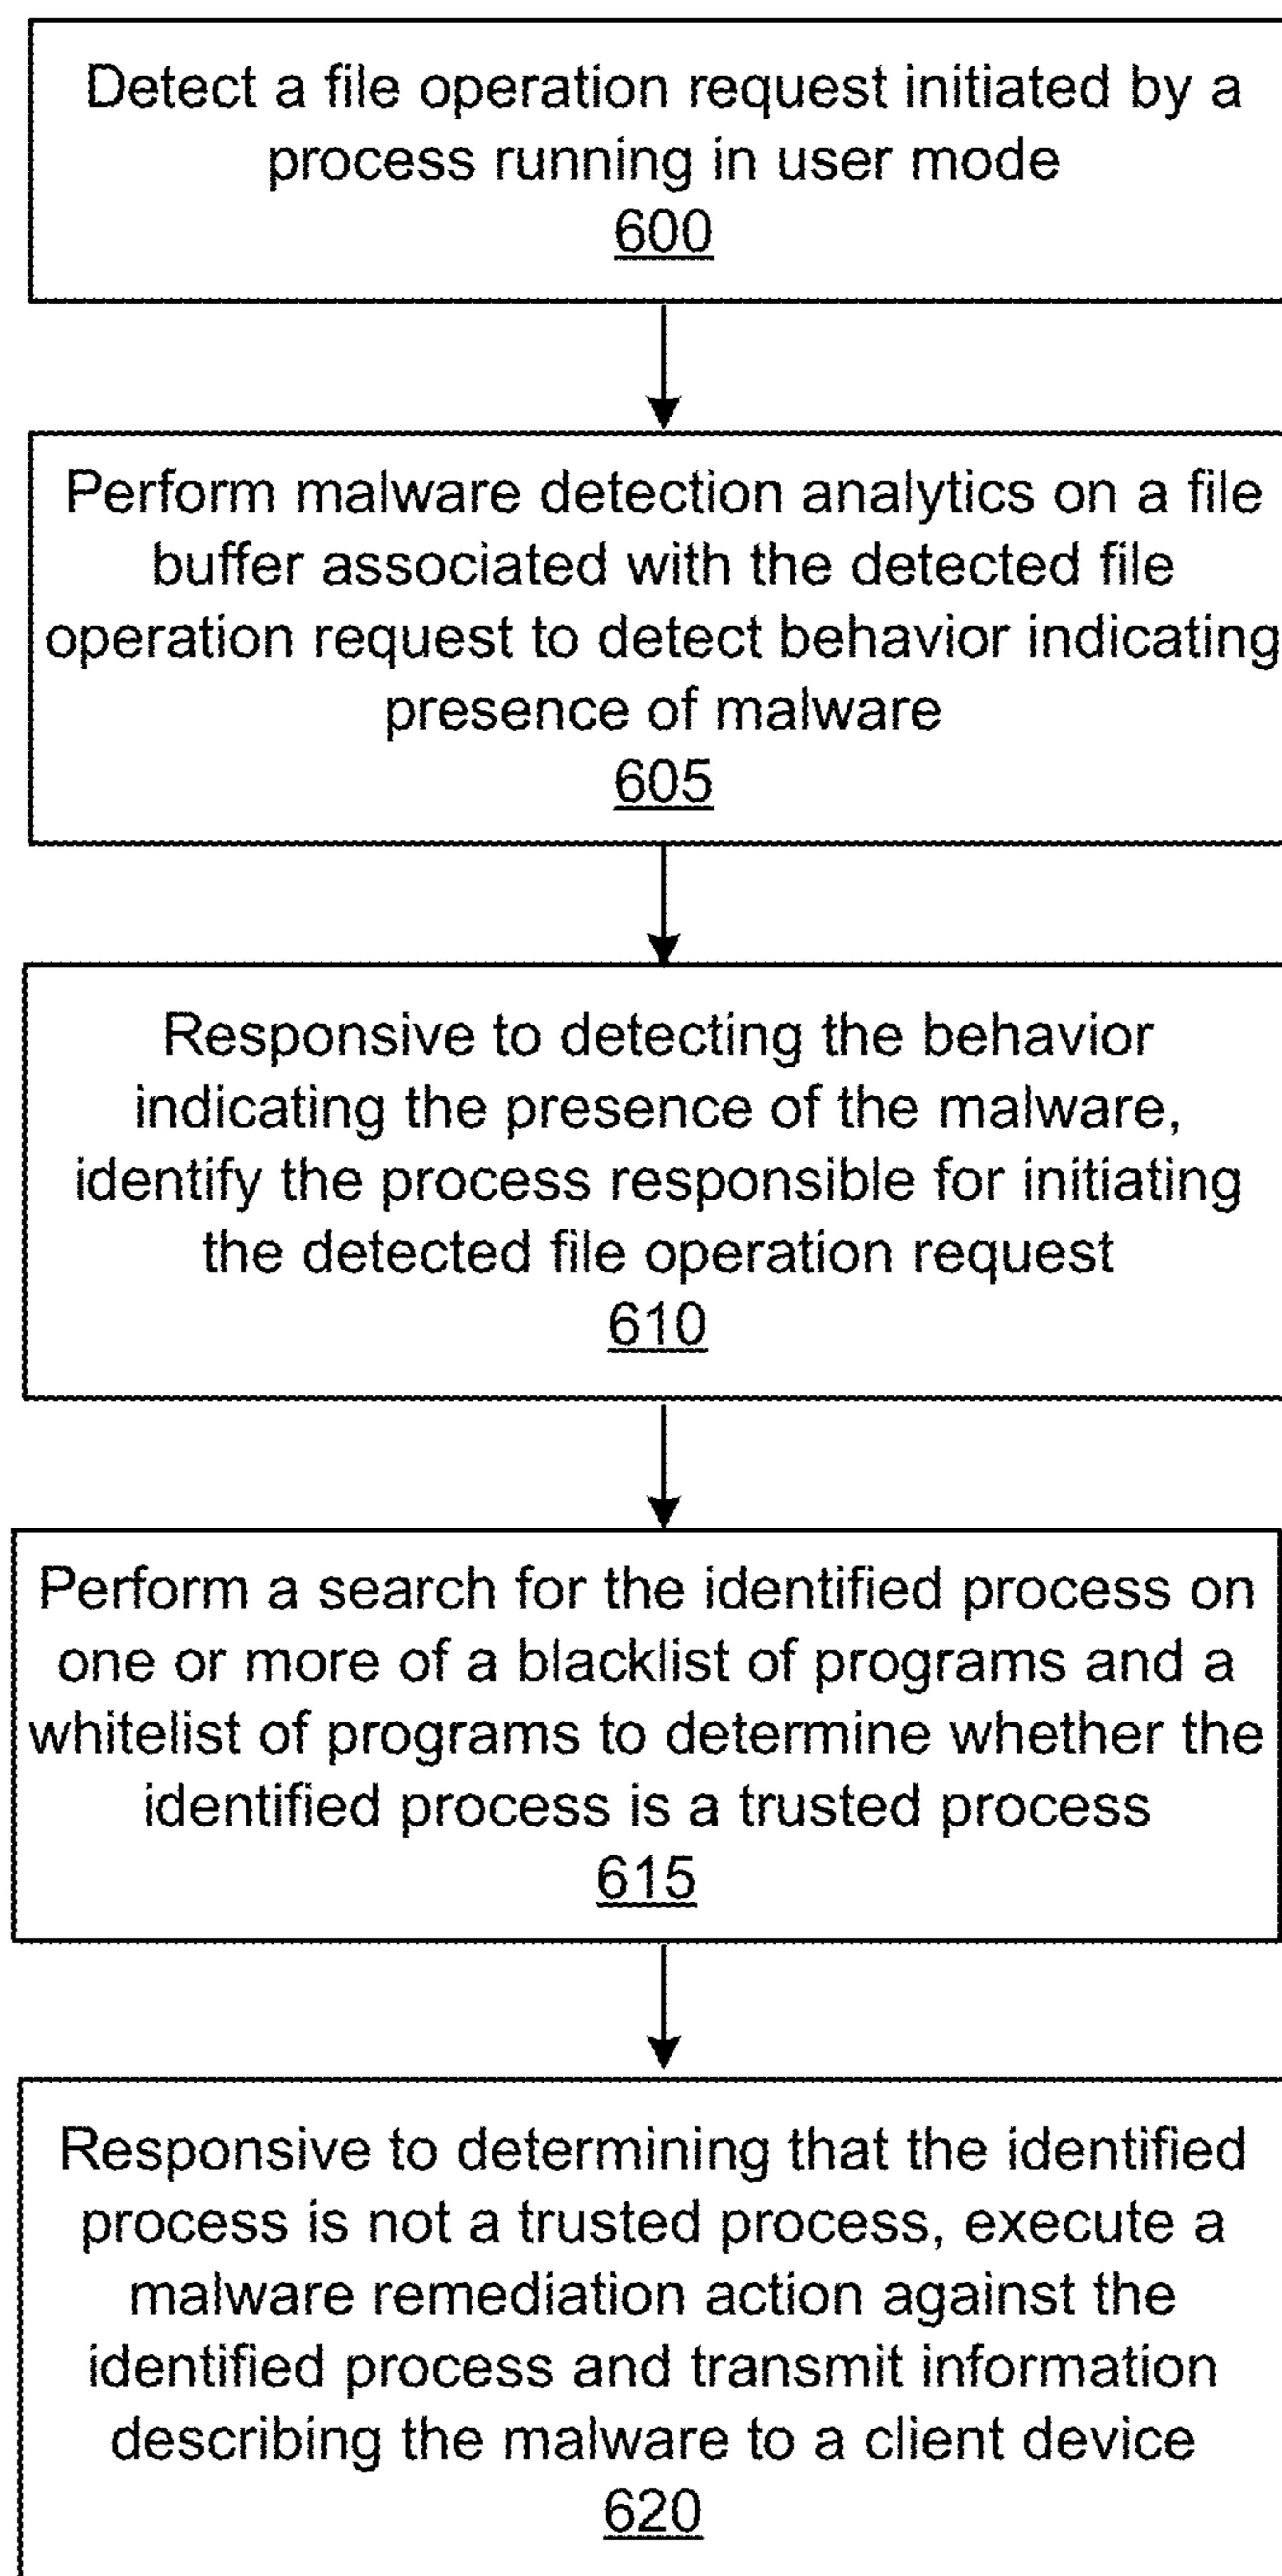 Detect a file operation request initiated by a
process running in user mode
600
Perform malware detection analytics on a file
buffer associated with the detected file
operation request to detect behavior indicating
presence of malware
605
Responsive to detecting the behavior
indicating the presence of the malware,
identify the process responsible for initiating
the detected file operation request
610
Perform a search for the identified process on
one or more of a blacklist of programs and a
whitelist of programs to determine whether the
identified process is a trusted process
615
Responsive to determining that the identified
process is not a trusted process, execute a
malware remediation action against the
identified process and transmit information
describing the malware to a client device
620